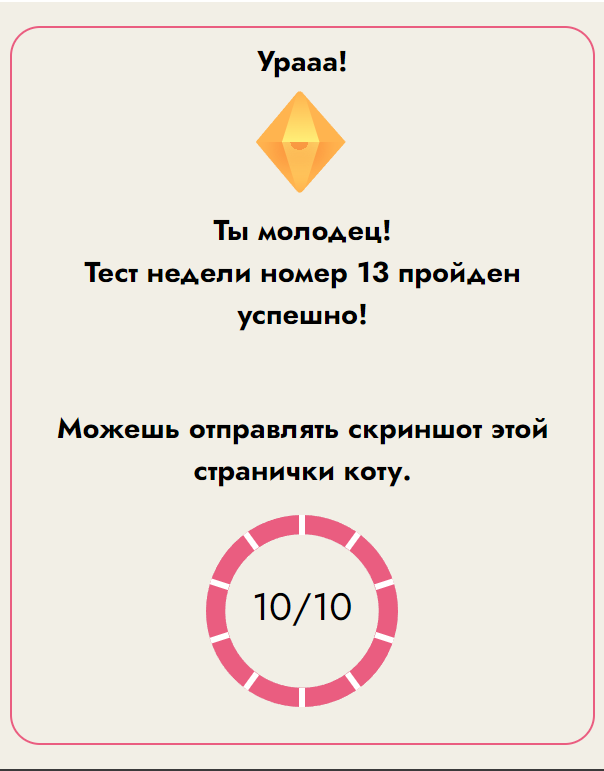 Урааа!
Ты молодец!
Тест недели номер 13 пройден
успешно!
Можешь отправлять скриншот этой
странички коту.
10/10